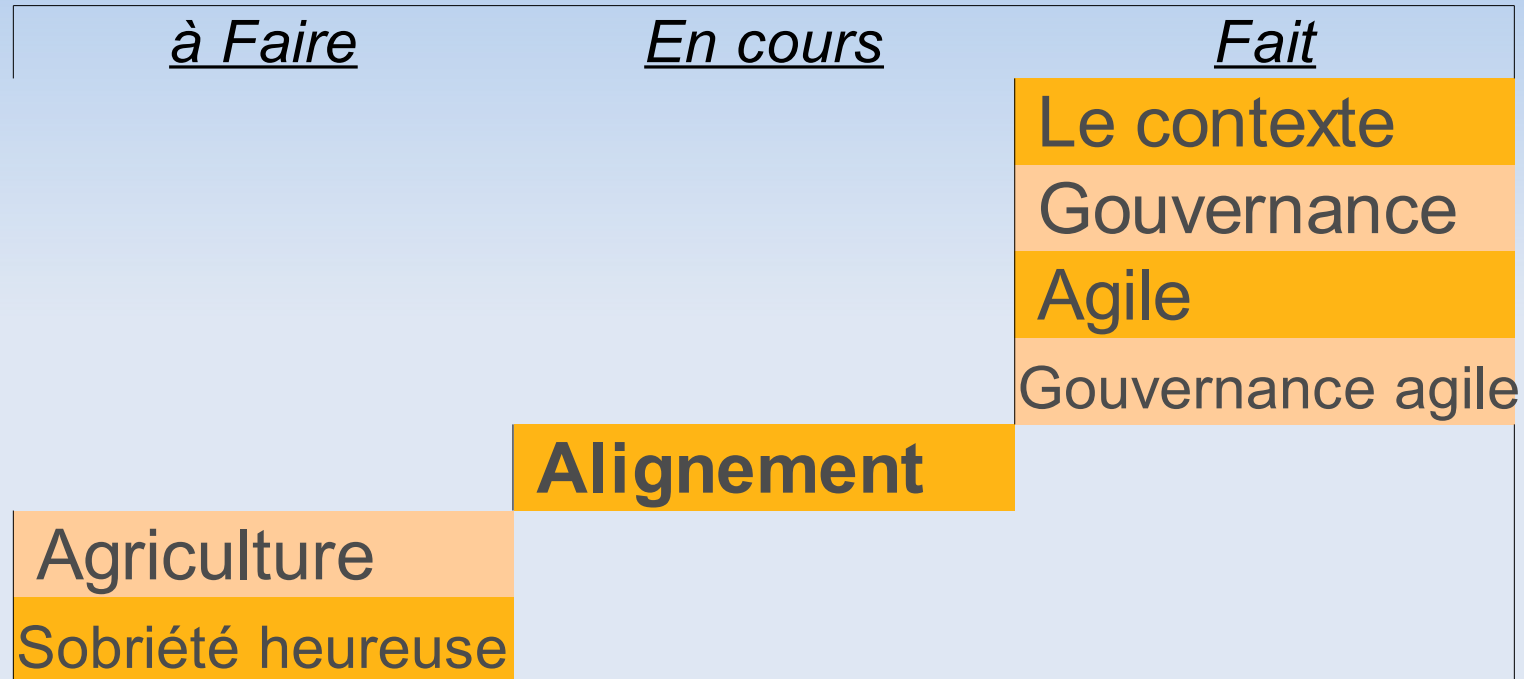 à Faire
En cours
Fait
Le contexte
Gouvernance
Agile
Gouvernance agile
Alignement
Agriculture
Sobriété heureuse